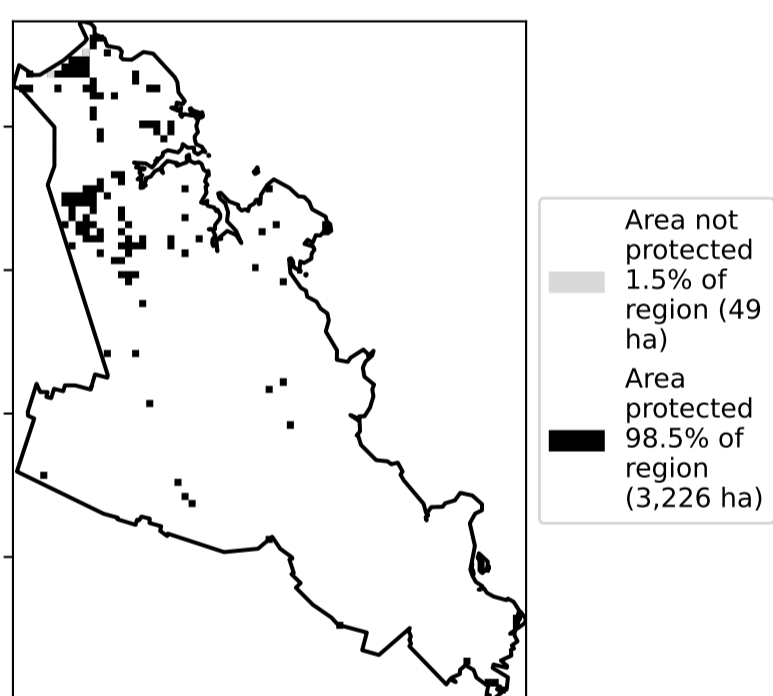 Area not
protected
1.5% of
region (49
ha)
Area
protected
98.5% of
region
(3,226 ha)